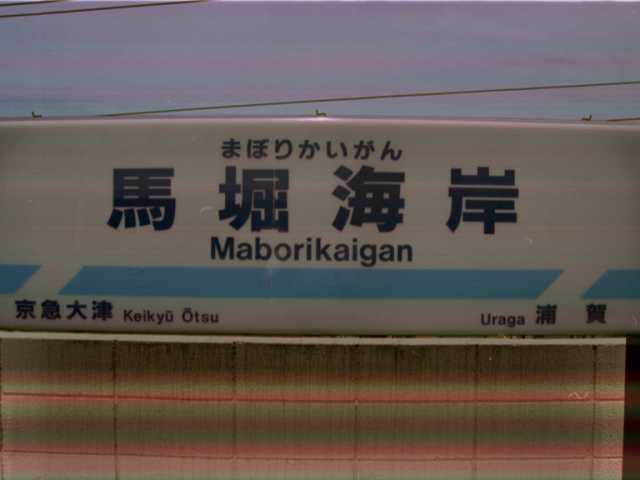 まぼりかいがん
馬堀海岸
Maborikaigan
京急大津 Keikyū Ōtsu
Uraga 浦賀